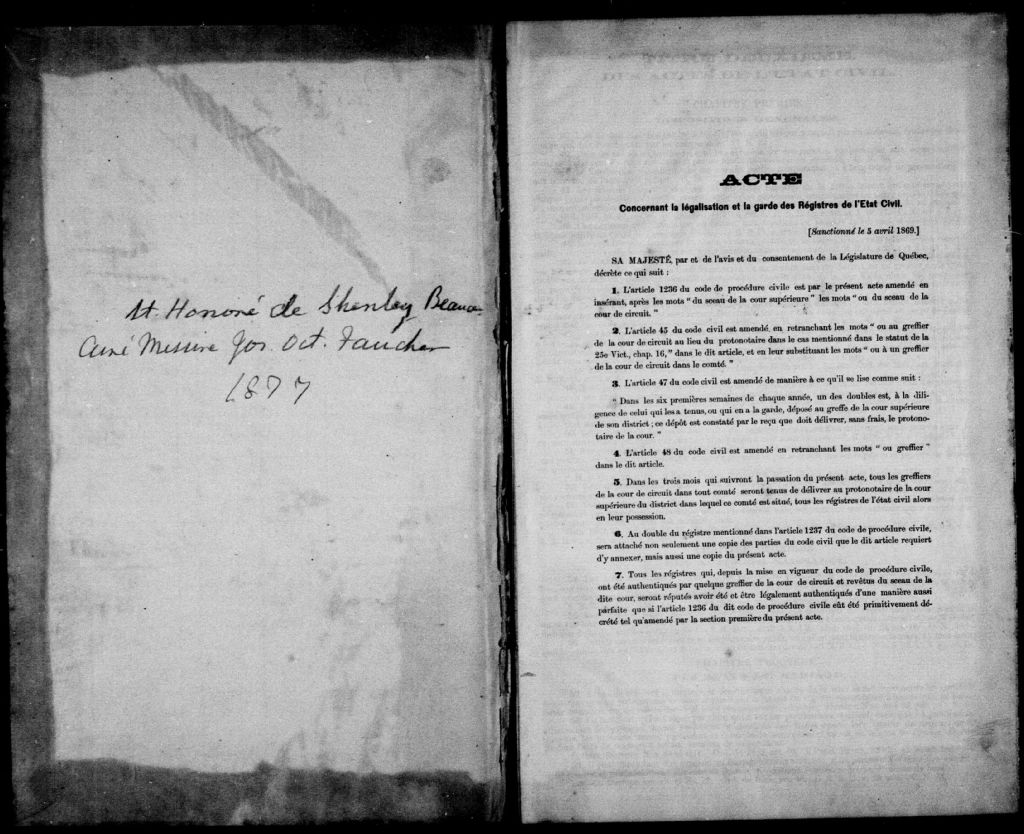 St. Honoré de Shenley Beauce
Curé Messire Jos. Oct. Faucher
1877
ACTE
Concernant la légalisation et la garde des Régistres de l'Etat Civil.
[Sanctionné le 5 avril 1869.]
SA MAJESTÉ, par et de l'avis et du consentement de la Législature de Québec,
décrète ce qui suit :
1. L'article 1236 du code de procédure civile est par le présent acte amendé en
insérant, après les mots " du sceau de la cour supérieure " les mots " ou du sceau de la
cour de circuit. "
2. L'article 45 du code civil est amendé, en retranchant les mots " ou au greffier
de la cour de circuit au lieu du protonotaire dans le cas mentionné dans le statut de la
25e Vict., chap. 16, " dans le dit article, et en leur substituant les mots " ou à un greffier
de la cour de circuit dans le comté. "
3. L'article 47 du code civil est amendé de manière à ce qu'il se lise comme suit :
" Dans les six premières semaines de chaque année, un des doubles est, à la dili-
gence de celui qui les a tenus, ou qui en a la garde, déposé au greffe de la cour supérieure
de son district ; ce dépôt est constaté par le reçu que doit délivrer, sans frais, le protono-
taire de la cour. "
4. L'article 48 du code civil est amendé en retranchant les mots " ou greffier "
dans le dit article.
5. Dans les trois mois qui suivront la passation du présent acte, tous les greffiers
de la cour de circuit dans tout comté seront tenus de délivrer au protonotaire de la cour
supérieure du district dans lequel ce comté est situé, tous les régistres de l'état civil alors
en leur possession.
6. Au double du régistre mentionné dans l'article 1237 du code de procédure civile,
sera attaché non seulement une copie des parties du code civil que le dit article requiert
d'y annexer, mais aussi une copie du présent acte.
7. Tous les régistres qui, depuis la mise en vigueur du code de procédure civile,
ont été authentiqués par quelque greffier de la cour de circuit et revêtus du sceau de la
dite cour, seront réputés avoir été et être légalement authentiqués d'une manière aussi
parfaite que si l'article 1236 du dit code de procédure civile eût été primitivement dé-
crété tel qu'amendé par la section première du présent acte.